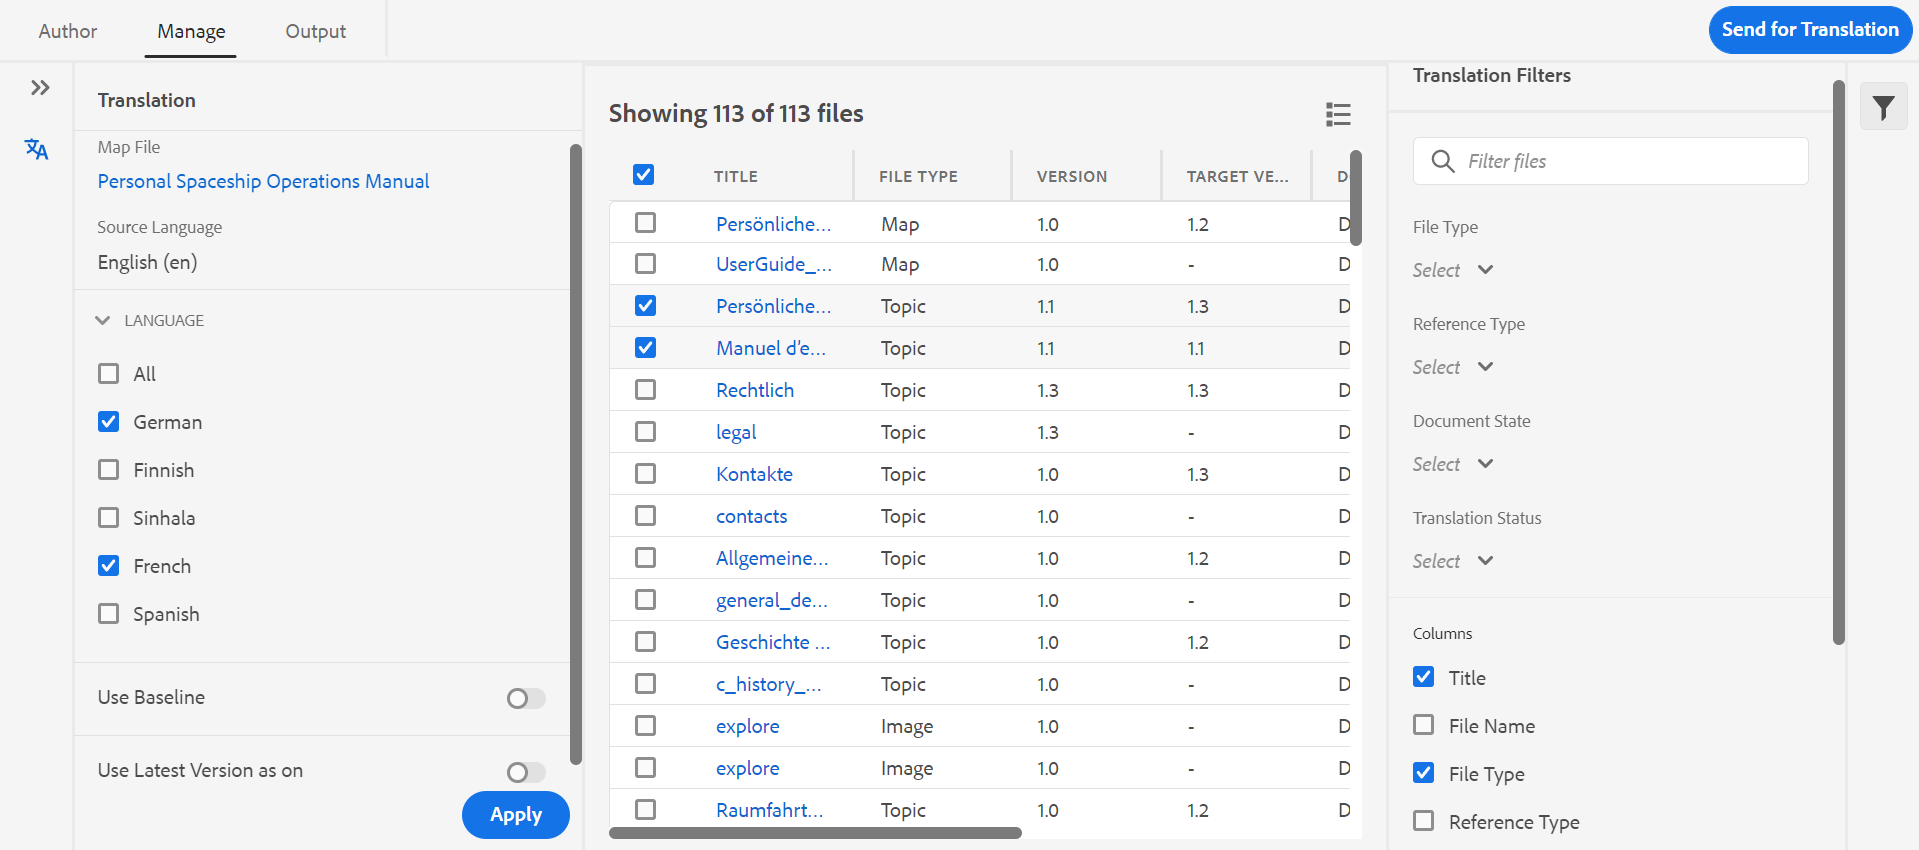 Author Manage Output Send for Translation
Translation
Map File
Personal Spaceship Operations Manual
Source Language
English (en)
LANGUAGE
All
German
Finnish
Sinhala
French
Spanish
Use Baseline
Use Latest Version as on
Apply
Showing 113 of 113 files
TITLE FILE TYPE VERSION TARGET VE... D
Persönliche... Map 1.0 1.2 D
UserGuide_... Map 1.0 - D
Persönliche... Topic 1.1 1.3 D
Manuel d'e... Topic 1.1 1.1 D
Rechtlich Topic 1.3 1.3 D
legal Topic 1.3 - D
Kontakte Topic 1.0 1.3 D
contacts Topic 1.0 - D
Allgemeine... Topic 1.0 1.2 D
general_de... Topic 1.0 - D
Geschichte ... Topic 1.0 1.2 D
c_history_... Topic 1.0 - D
explore Image 1.0 - D
explore Image 1.0 - D
Raumfahrt... Topic 1.0 1.2 D
Translation Filters
Filter files
File Type
Select
Reference Type
Select
Document State
Select
Translation Status
Select
Columns
Title
File Name
File Type
Reference Type